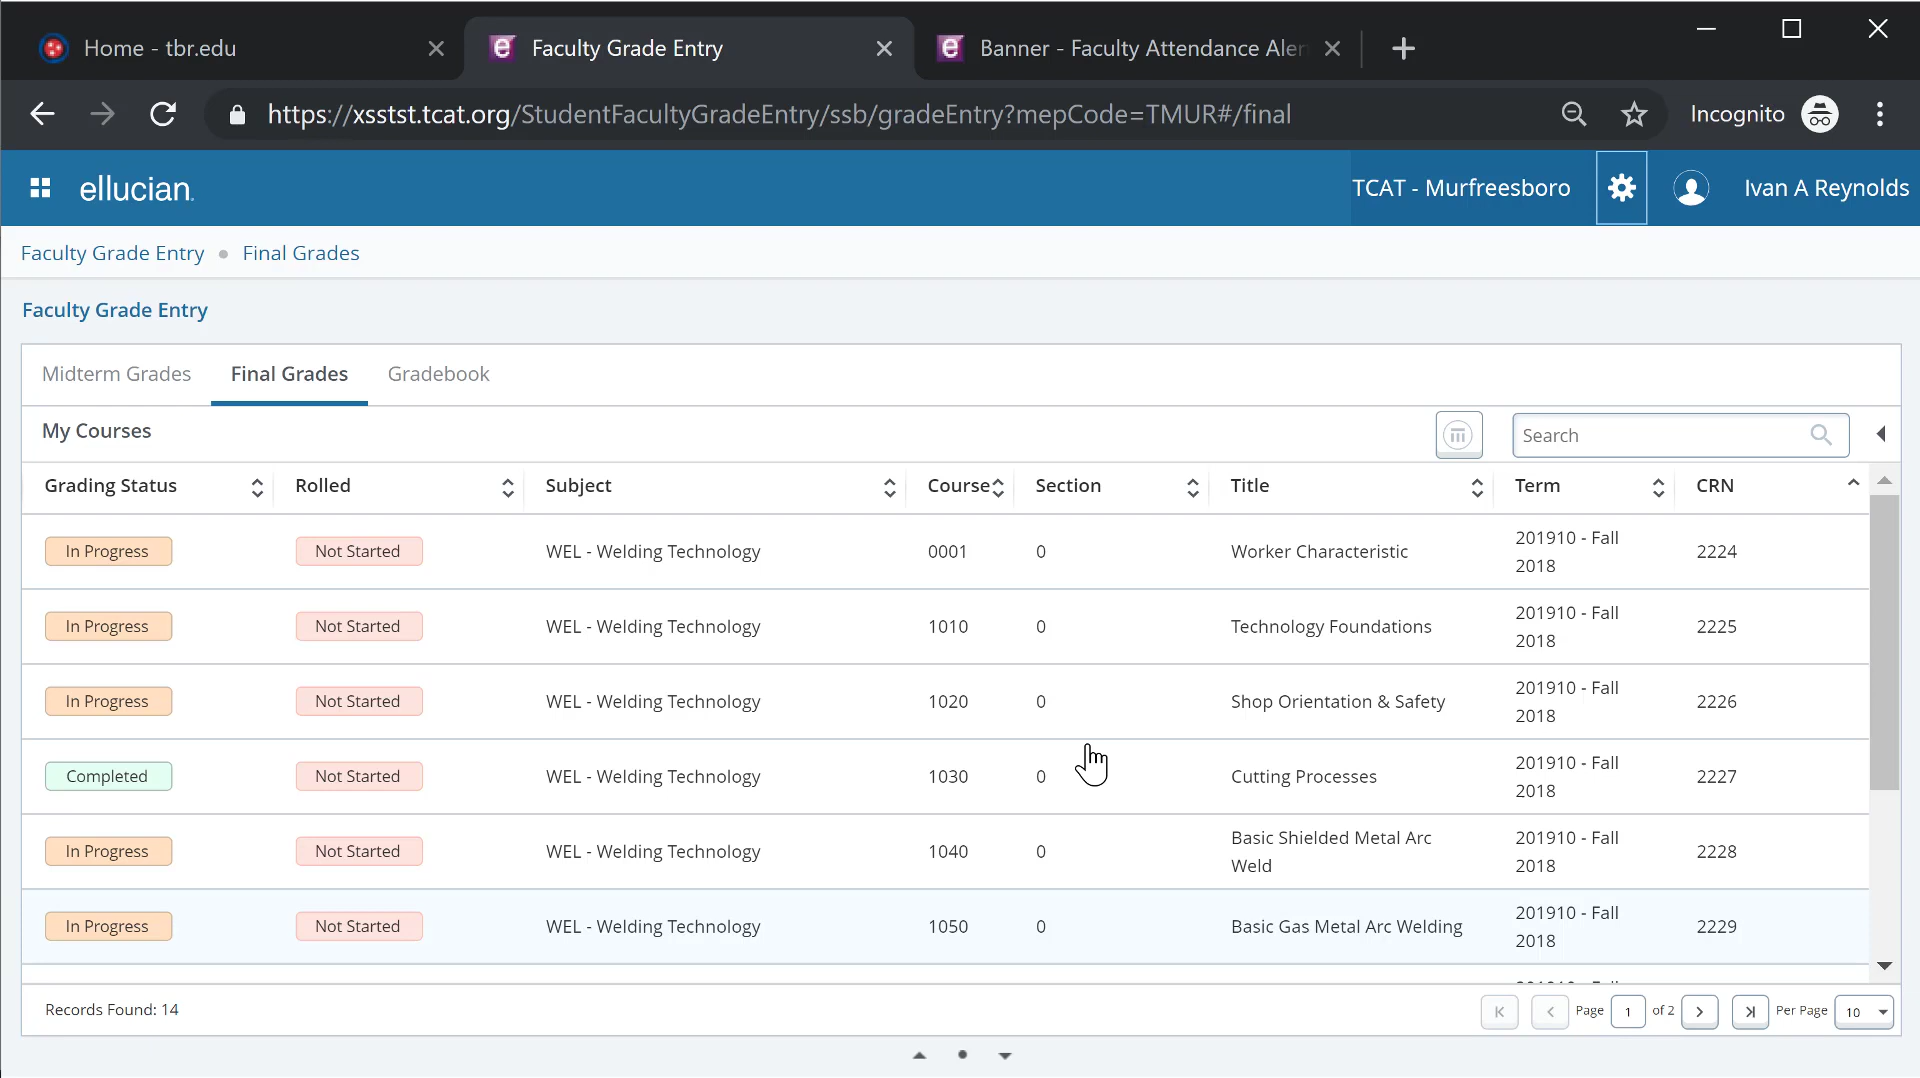 Home - tbr.edu
Faculty Grade Entry
Banner - Faculty Attendance Aler
https://xsstst.tcat.org/StudentFacultyGradeEntry/ssb/gradeEntry?mepCode=TMUR#/final
Incognito
ellucian.
TCAT - Murfreesboro
Ivan A Reynolds
Faculty Grade Entry • Final Grades
Faculty Grade Entry
Midterm Grades Final Grades Gradebook
My Courses
Search
Grading Status Rolled Subject Course Section Title Term CRN
In Progress Not Started WEL - Welding Technology 0001 0 Worker Characteristic 201910 - Fall 2224
2018
In Progress Not Started WEL - Welding Technology 1010 0 Technology Foundations 201910 - Fall 2225
2018
In Progress Not Started WEL - Welding Technology 1020 0 Shop Orientation & Safety 201910 - Fall 2226
2018
Completed Not Started WEL - Welding Technology 1030 0 Cutting Processes 201910 - Fall 2227
2018
In Progress Not Started WEL - Welding Technology 1040 0 Basic Shielded Metal Arc 201910 - Fall 2228
Weld 2018
In Progress Not Started WEL - Welding Technology 1050 0 Basic Gas Metal Arc Welding 201910 - Fall 2229
2018
Records Found: 14
Page 1 of 2 Per Page 10